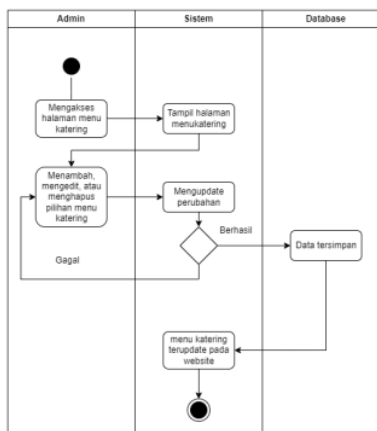 Admin
Sistem
Database
Mengakses
halaman menu
katering
Tampil halaman
menukatering
Menambah,
mengedit, atau
menghapus
pilihan menu
katering
Mengupdate
perubahan
Berhasil
Data tersimpan
Gagal
menu katering
terupdate pada
website